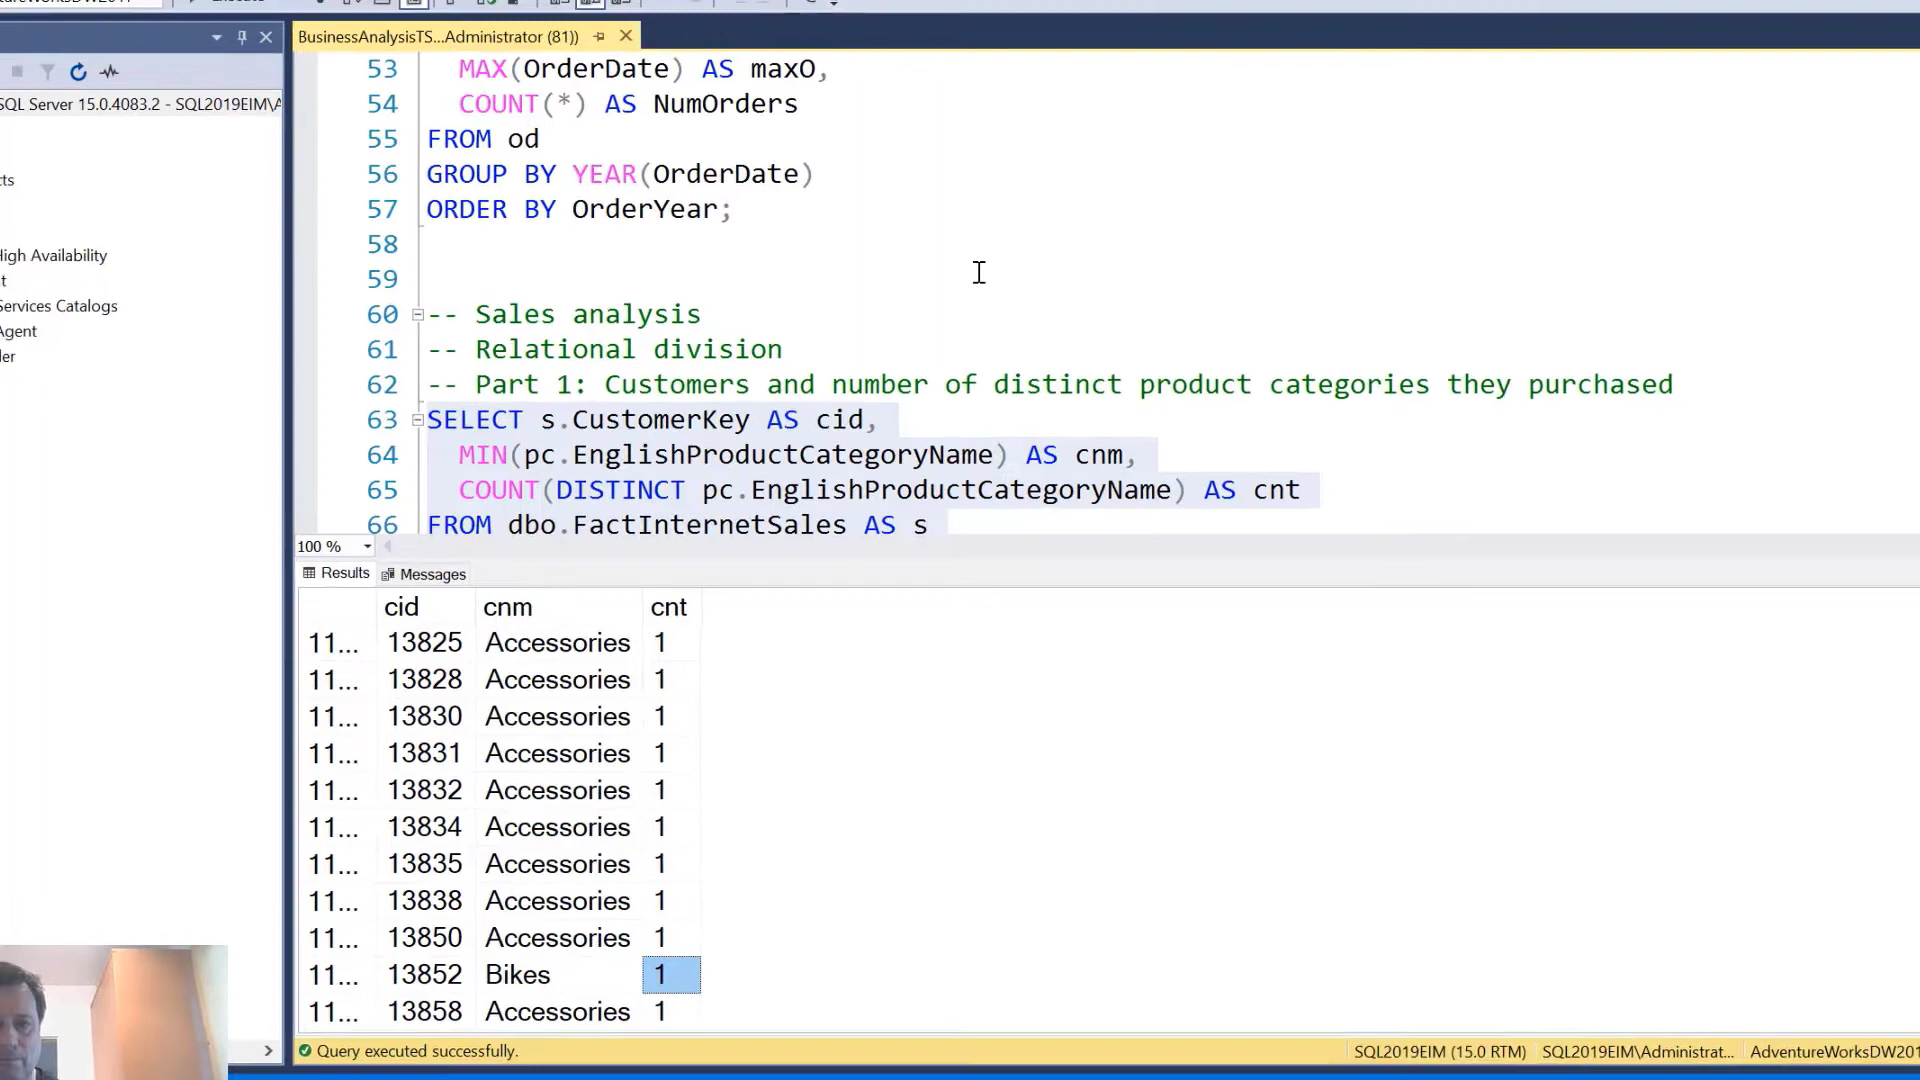 BusinessAnalysisTS...Administrator (81))
SQL Server 15.0.4083.2 - SQL2019EIM\A
cts
High Availability
t
Services Catalogs
Agent
ler
53 MAX(OrderDate) AS maxO,
54 COUNT(*) AS NumOrders
55 FROM od
56 GROUP BY YEAR(OrderDate)
57 ORDER BY OrderYear;
58
59
60 -- Sales analysis
61 -- Relational division
62 -- Part 1: Customers and number of distinct product categories they purchased
63 SELECT s.CustomerKey AS cid,
64 MIN(pc.EnglishProductCategoryName) AS cnm,
65 COUNT(DISTINCT pc.EnglishProductCategoryName) AS cnt
66 FROM dbo.FactInternetSales AS s
100 %
Results Messages
cid cnm cnt
11... 13825 Accessories 1
11... 13828 Accessories 1
11... 13830 Accessories 1
11... 13831 Accessories 1
11... 13832 Accessories 1
11... 13834 Accessories 1
11... 13835 Accessories 1
11... 13838 Accessories 1
11... 13850 Accessories 1
11... 13852 Bikes 1
11... 13858 Accessories 1
Query executed successfully. SQL2019EIM (15.0 RTM) SQL2019EIM\Administrat... AdventureWorksDW201